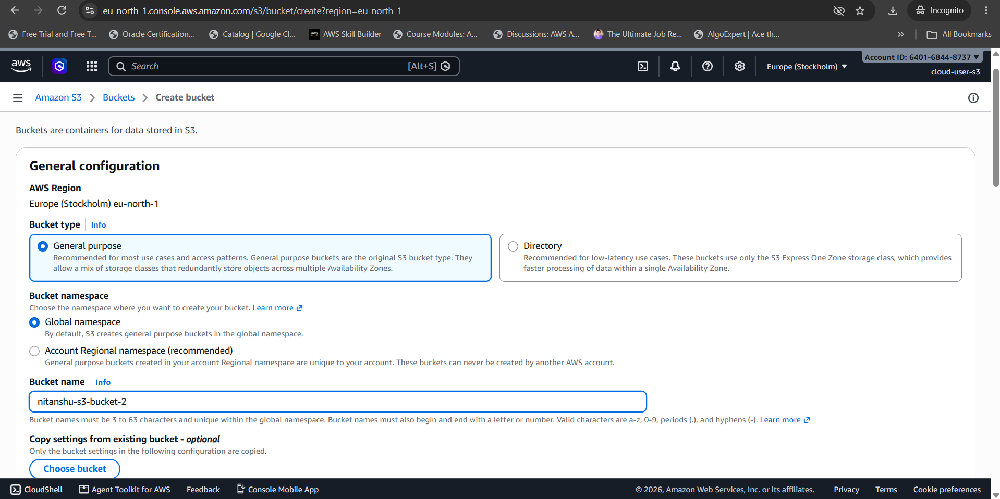 eu-north-1.console.aws.amazon.com/s3/bucket/create?region=eu-north-1
Incognito
Free Trial and Free T...
Oracle Certification...
Catalog | Google Cl...
aws
AWS Skill Builder
Course Modules: A...
Discussions: AWS A...
The Ultimate Job Re...
AlgoExpert | Ace th...
All Bookmarks
aws
Search
[Alt+S]
Europe (Stockholm)
Account ID: 6401-6844-8737
cloud-user-s3
Amazon S3
Buckets
Create bucket
Buckets are containers for data stored in S3.
General configuration
AWS Region
Europe (Stockholm) eu-north-1
Bucket type
Info
General purpose
Recommended for most use cases and access patterns. General purpose buckets are the original S3 bucket type. They
allow a mix of storage classes that redundantly store objects across multiple Availability Zones.
Directory
Recommended for low-latency use cases. These buckets use only the S3 Express One Zone storage class, which provides
faster processing of data within a single Availability Zone.
Bucket namespace
Choose the namespace where you want to create your bucket. Learn more
Global namespace
By default, S3 creates general purpose buckets in the global namespace.
Account Regional namespace (recommended)
General purpose buckets created in your account Regional namespace are unique to your account. These buckets can never be created by another AWS account.
Bucket name
Info
nitanshu-s3-bucket-2
Bucket names must be 3 to 63 characters and unique within the global namespace. Bucket names must also begin and end with a letter or number. Valid characters are a-z, 0-9, periods (.), and hyphens (-). Learn more
Copy settings from existing bucket - optional
Only the bucket settings in the following configuration are copied.
Choose bucket
CloudShell
Agent Toolkit for AWS
Feedback
Console Mobile App
© 2026, Amazon Web Services, Inc. or its affiliates.
Privacy
Terms
Cookie preferences